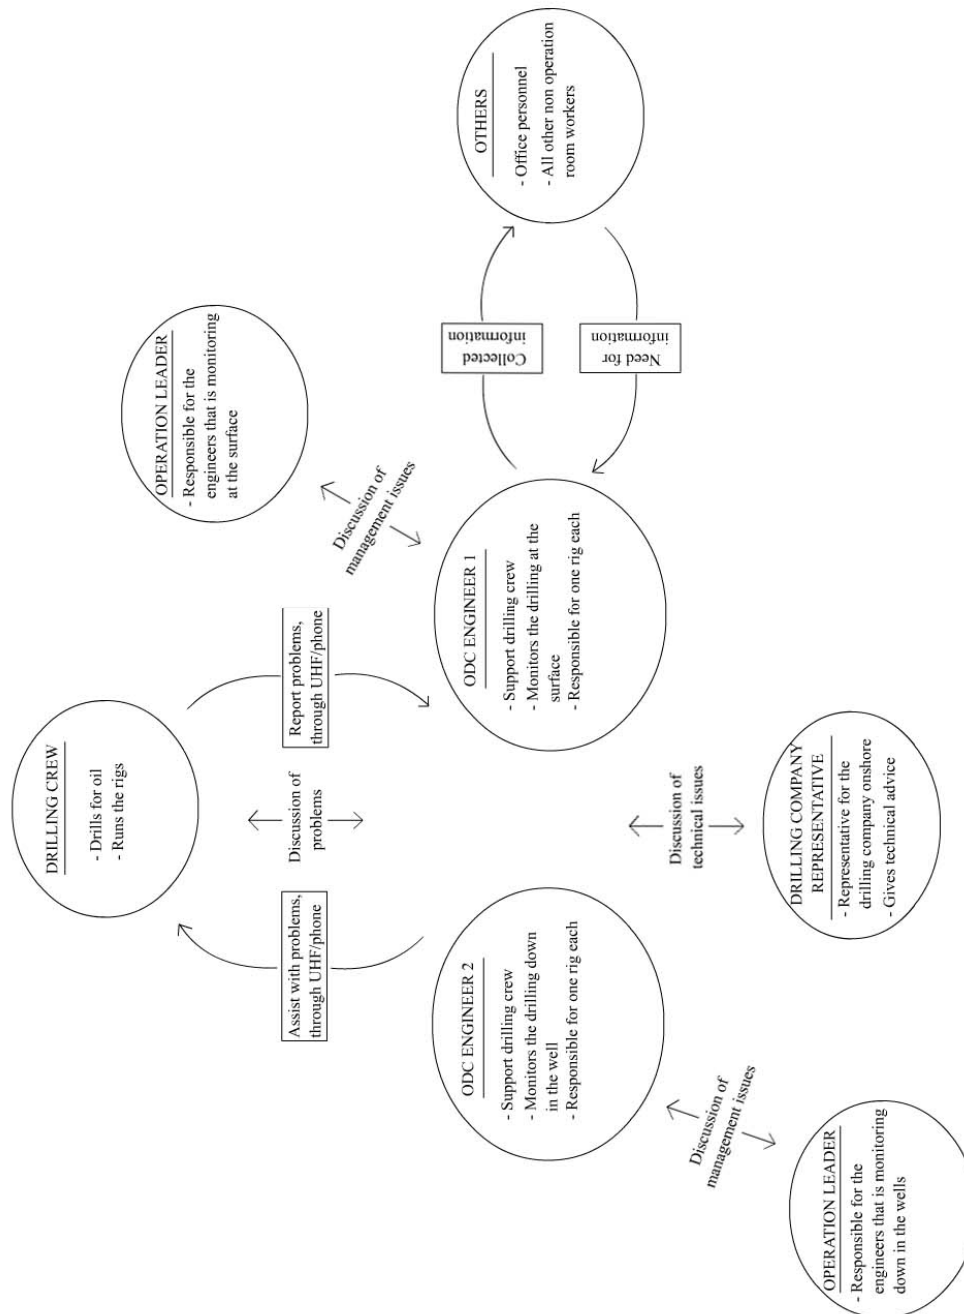 DRILLING CREW
- Drills for oil
- Runs the rigs
Assist with problems,
through UHF/phone
Discussion of
problems
Report problems,
through UHF/phone
OPERATION LEADER
- Responsible for the
engineers that is monitoring
at the surface
Discussion of
management issues
ODC ENGINEER 2
- Support drilling crew
- Monitors the drilling down
in the well
- Responsible for one rig each
ODC ENGINEER 1
- Support drilling crew
- Monitors the drilling at the
surface
- Responsible for one rig each
Collected
information
Need for
information
OTHERS
- Office personnel
- All other non operation
room workers
Discussion of
management issues
Discussion of
technical issues
OPERATION LEADER
- Responsible for the
engineers that is monitoring
down in the wells
DRILLING COMPANY
REPRESENTATIVE
- Representative for the
drilling company onshore
- Gives technical advice